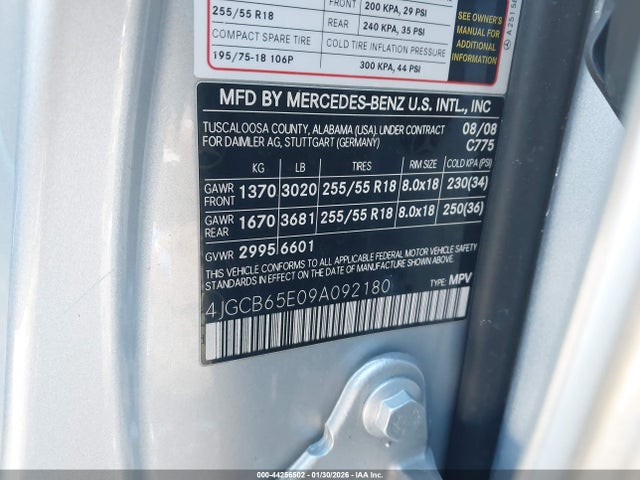 FRONT 200 KPA, 29 PSI
255/55 R18 REAR 240 KPA, 35 PSI
COMPACT SPARE TIRE COLD TIRE INFLATION PRESSURE
195/75-18 106P 300 KPA, 44 PSI
SEE OWNER'S
MANUAL FOR
ADDITIONAL
INFORMATION
MFD BY MERCEDES-BENZ U.S. INTL., INC
TUSCALOOSA COUNTY, ALABAMA (USA). UNDER CONTRACT 08/08
FOR DAIMLER AG, STUTTGART (GERMANY) C775
KG LB TIRES RIM SIZE COLD KPA (PSI)
GAWR FRONT 1370 3020 255/55 R18 8.0x18 230(34)
GAWR REAR 1670 3681 255/55 R18 8.0x18 250(36)
GVWR 2995 6601
THIS VEHICLE CONFORMS TO ALL APPLICABLE FEDERAL MOTOR VEHICLE SAFETY
STANDARDS IN EFFECT ON THE DATE OF MANUFACTURE SHOWN ABOVE.
4JGCB65E09A092180 TYPE: MPV
000-44256502 - 01/30/2026 - Copyright IAA, LLC